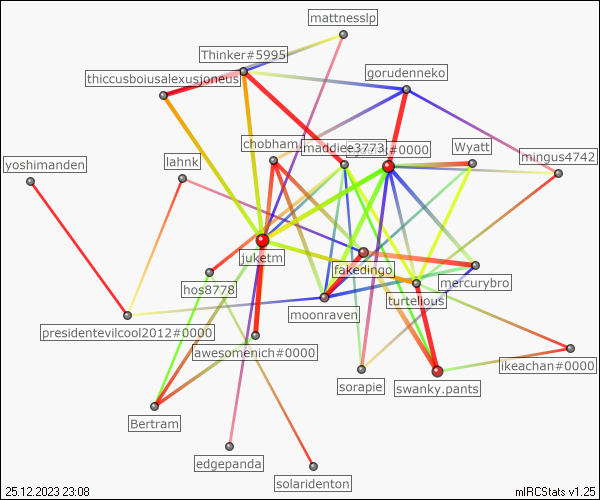 mattnesslp
Thinker#5995
gorudenneko
thiccusboiusalexusjoneus
chobham
maddiee3773
#0000
Wyatt
mingus4742
yoshimanden
lahnk
juketm
fakedingo
mercurybro
hos8778
turtelious
moonraven
presidentevilcool2012#0000
awesomenich#0000
ikeachan#0000
sorapie
swanky.pants
Bertram
edgepanda
solaridenton
25.12.2023 23:08
mIRCStats v1.25